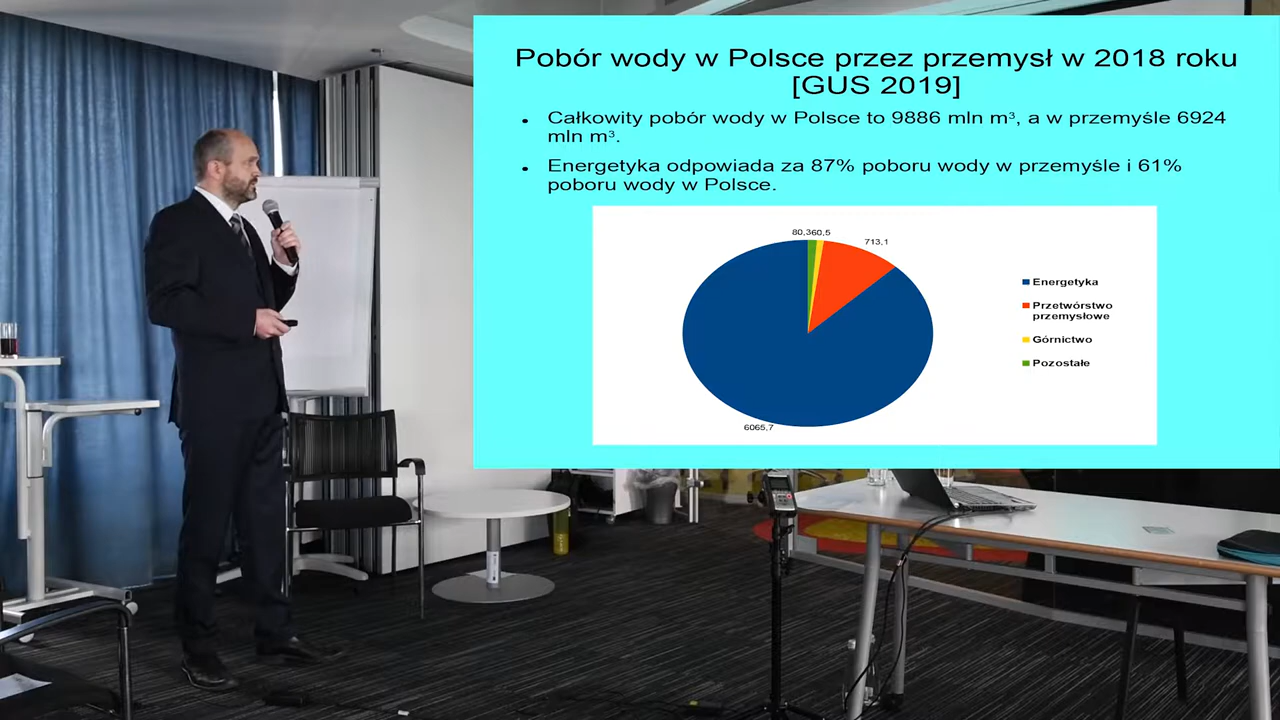 Pobór wody w Polsce przez przemysł w 2018 roku
[GUS 2019]
Całkowity pobór wody w Polsce to 9886 mln m³, a w przemyśle 6924
mln m³.
Energetyka odpowiada za 87% poboru wody w przemyśle i 61%
poboru wody w Polsce.
80,360,5
713,1
6065,7
Energetyka
Przetwórstwo
przemysłowe
Górnictwo
Pozostałe